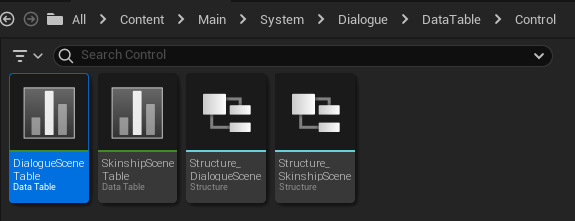 All > Content > Main > System > Dialogue > DataTable > Control
Search Control
DialogueScene
Table
Data Table
SkinshipScene
Table
Data Table
Structure_
DialogueScene
Structure
Structure_
SkinshipScene
Structure